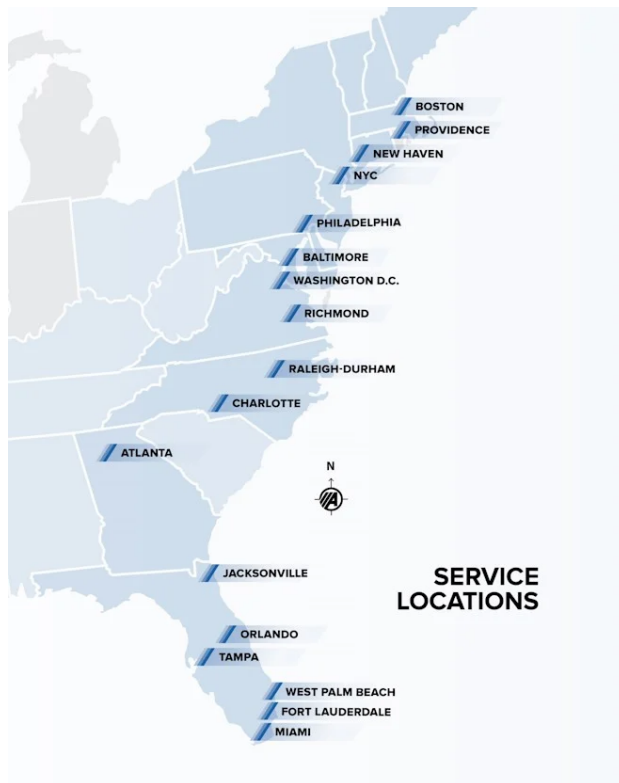 BOSTON
PROVIDENCE
NEW HAVEN
NYC
PHILADELPHIA
BALTIMORE
WASHINGTON D.C.
RICHMOND
RALEIGH-DURHAM
CHARLOTTE
ATLANTA
N
A
JACKSONVILLE
SERVICE
LOCATIONS
ORLANDO
TAMPA
WEST PALM BEACH
FORT LAUDERDALE
MIAMI